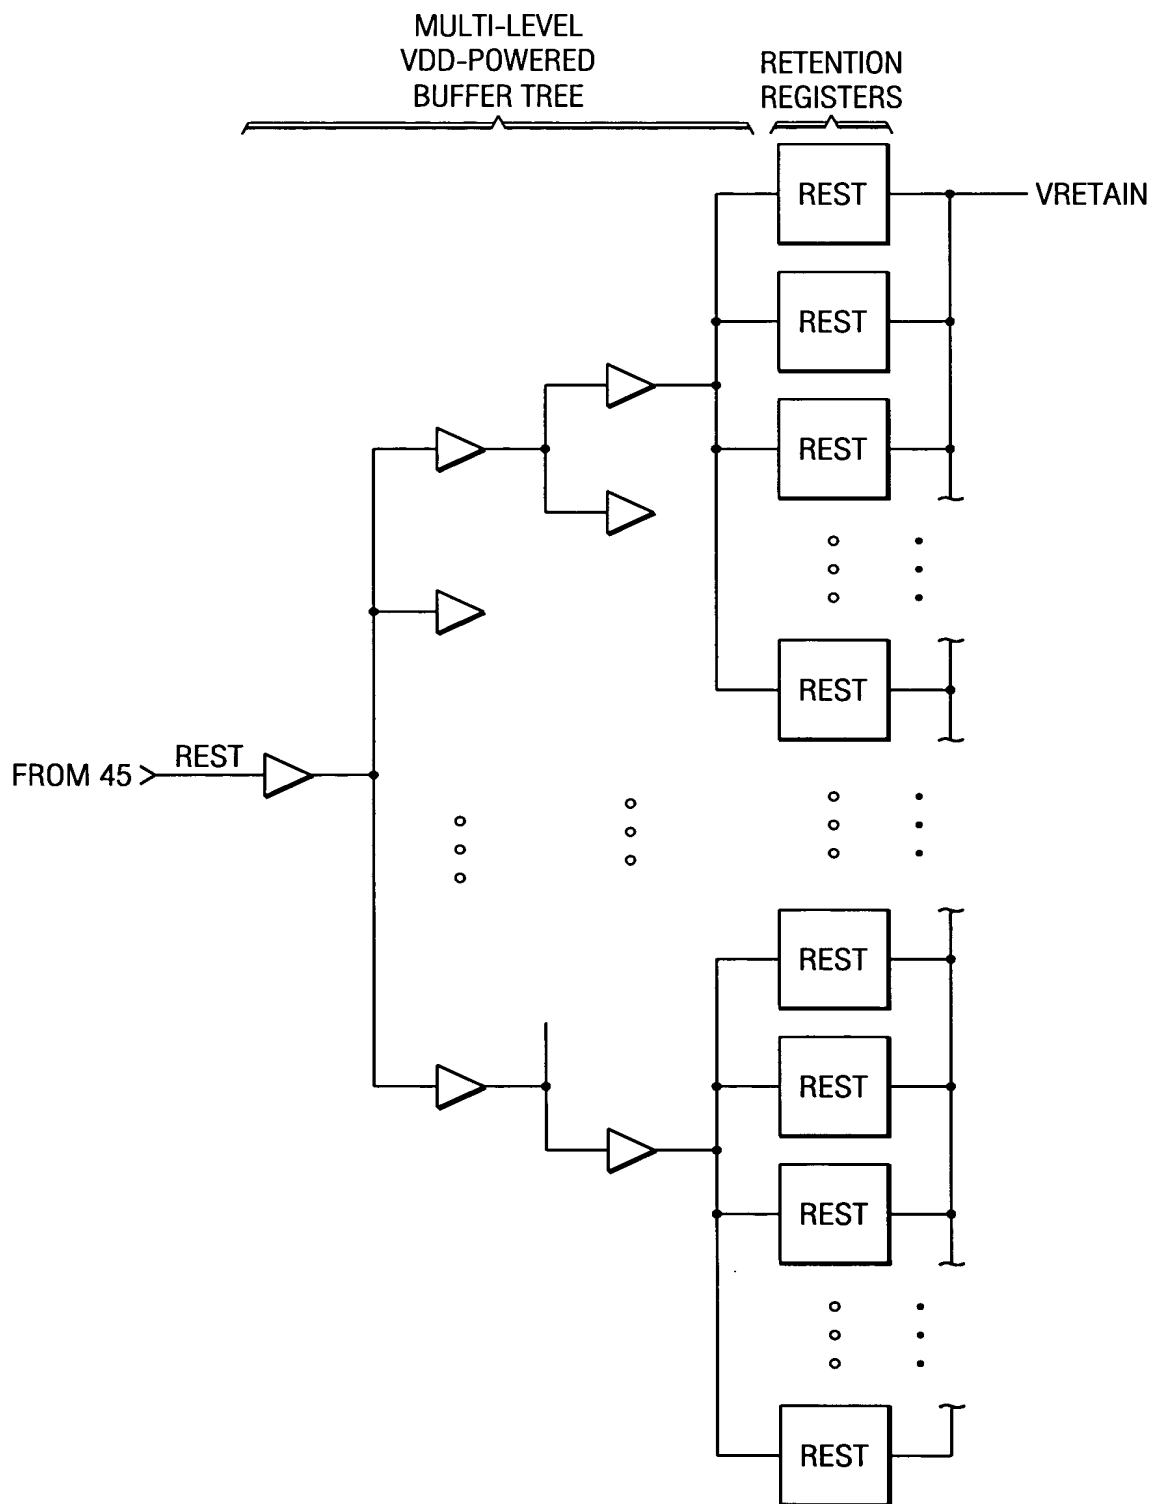 MULTI-LEVEL
VDD-POWERED
BUFFER TREE
RETENTION
REGISTERS
REST
VRETAIN
REST
REST
REST
REST
FROM 45
REST
REST
REST
REST